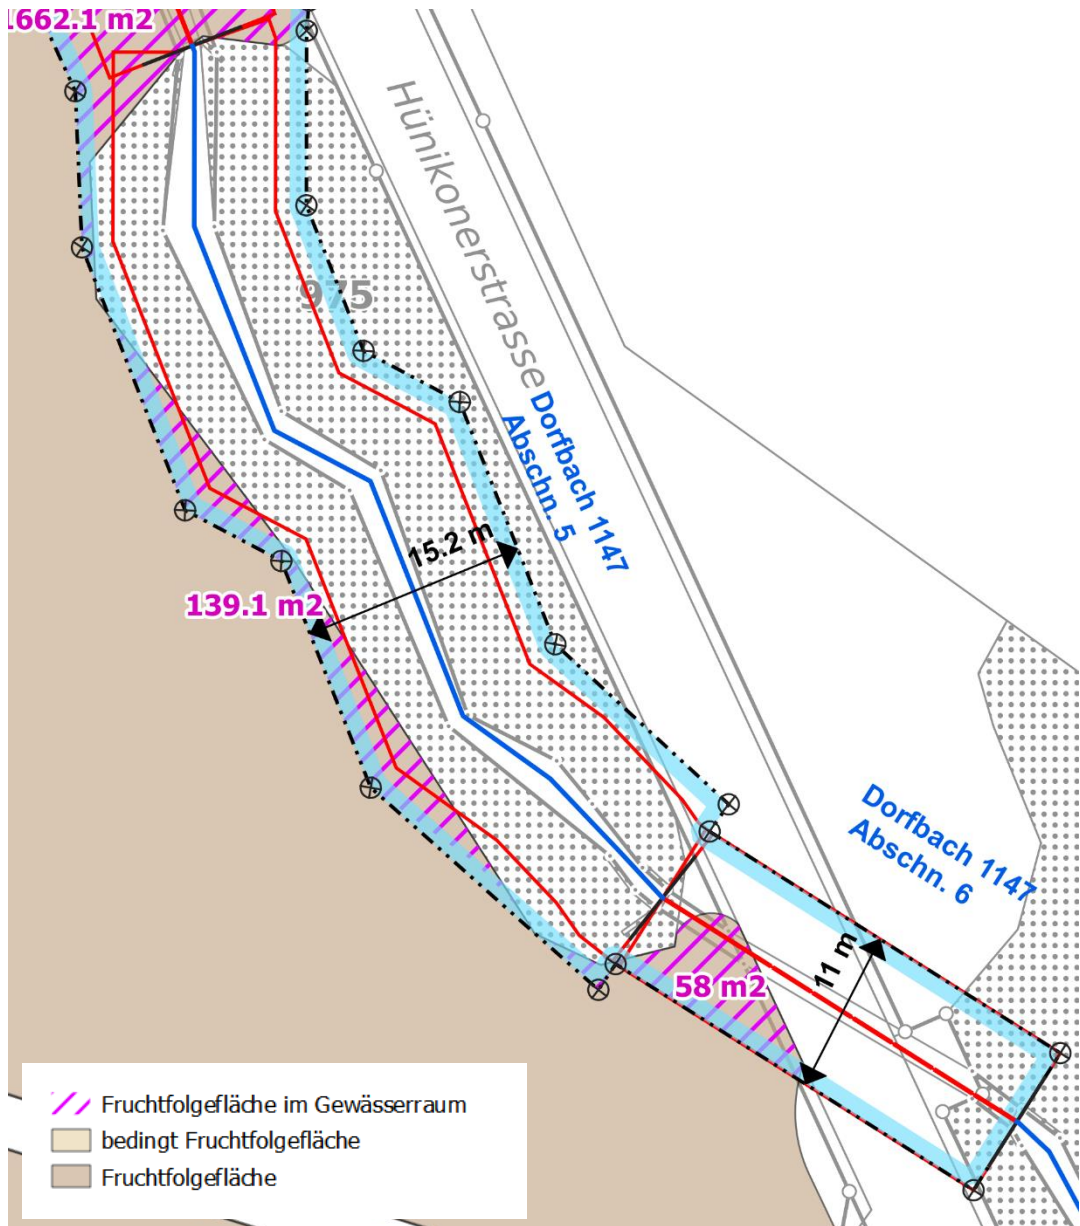 1662.1 m2
Hünikonerstrasse
975
Dorfbach 1147
Abschn. 5
15.2 m
139.1 m2
Dorfbach 1147
Abschn. 6
11 m
58 m2
Fruchtfolgefläche im Gewässerraum
bedingt Fruchtfolgefläche
Fruchtfolgefläche